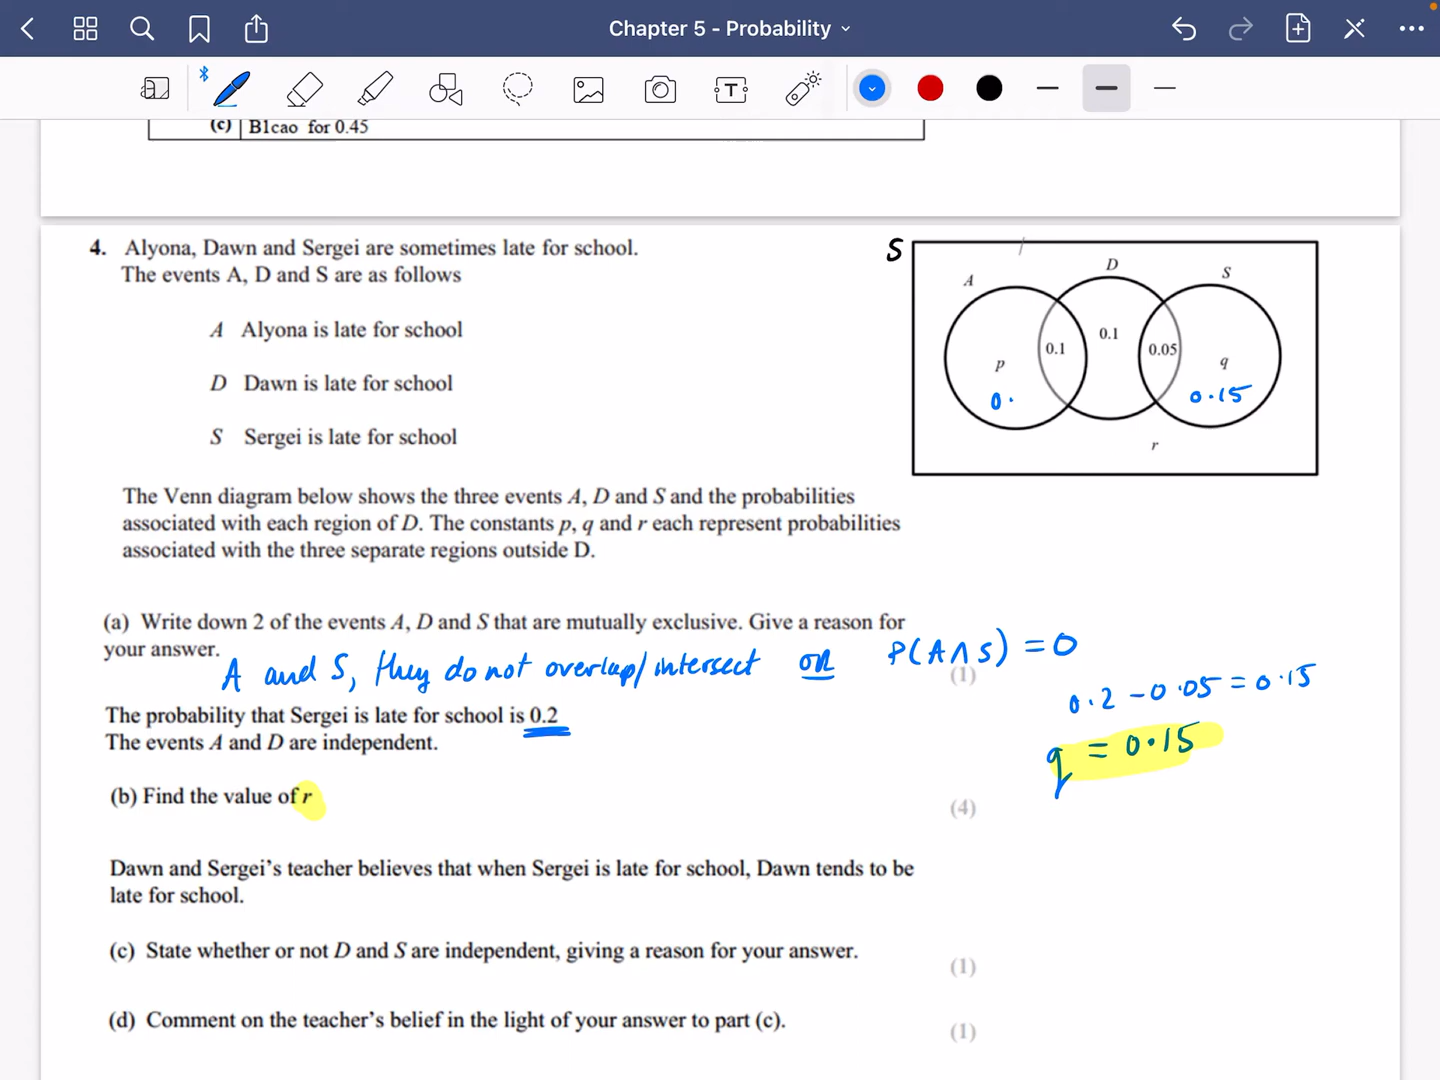 Chapter 5 - Probability
T
(c) B1cao for 0.45
4. Alyona, Dawn and Sergei are sometimes late for school.
The events A, D and S are as follows
A Alyona is late for school
D Dawn is late for school
S Sergei is late for school
S
A
D
S
0.1
0.1
0.05
p
q
0.
0.15
r
The Venn diagram below shows the three events A, D and S and the probabilities
associated with each region of D. The constants p, q and r each represent probabilities
associated with the three separate regions outside D.
(a) Write down 2 of the events A, D and S that are mutually exclusive. Give a reason for
your answer.
A and S, they do not overlap/intersect or P(A∩S) = 0
(1)
0.2 - 0.05 = 0.15
The probability that Sergei is late for school is 0.2
The events A and D are independent.
q = 0.15
(b) Find the value of r
(4)
Dawn and Sergei's teacher believes that when Sergei is late for school, Dawn tends to be
late for school.
(c) State whether or not D and S are independent, giving a reason for your answer.
(1)
(d) Comment on the teacher's belief in the light of your answer to part (c).
(1)